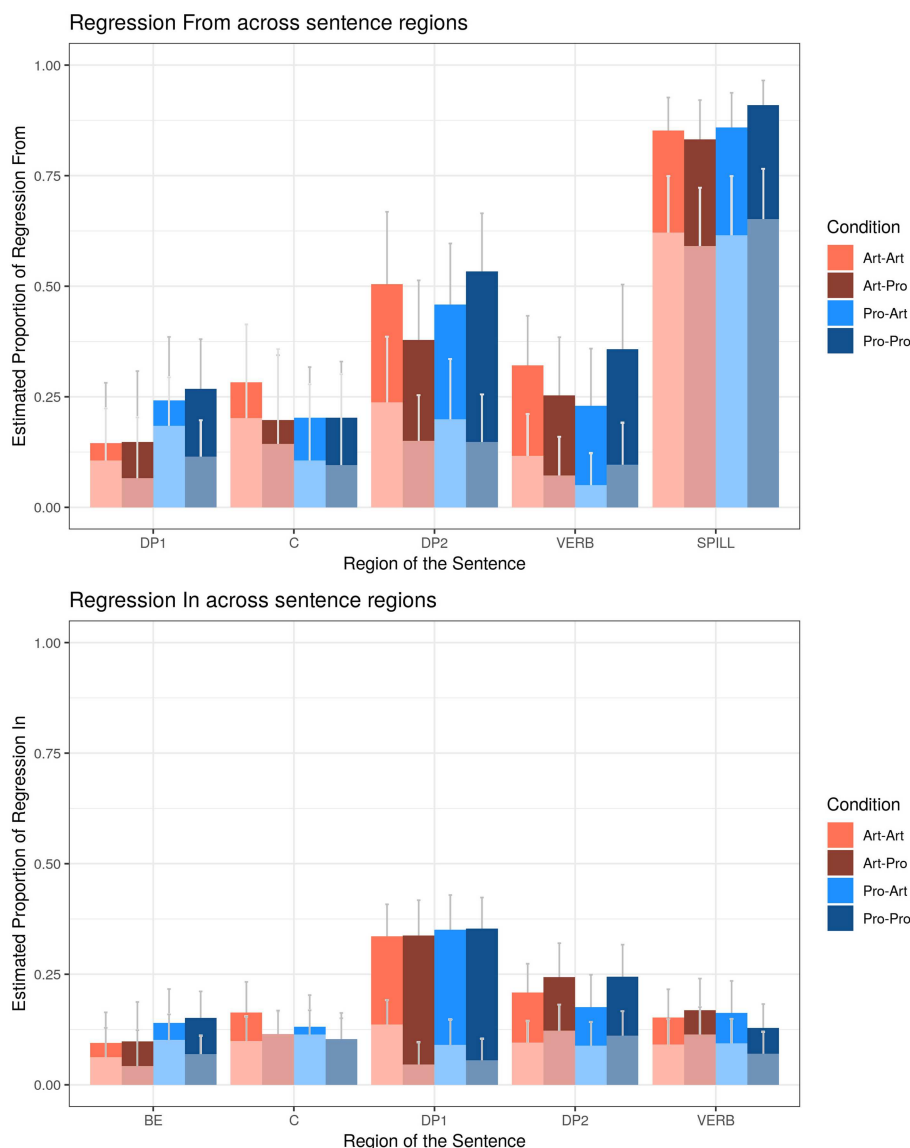 Regression From across sentence regions
Estimated Proportion of Regression From
1.00
0.75
0.50
0.25
0.00
DP1 C DP2 VERB SPILL
Region of the Sentence
Condition
Art-Art
Art-Pro
Pro-Art
Pro-Pro
Regression In across sentence regions
Estimated Proportion of Regression In
1.00
0.75
0.50
0.25
0.00
BE C DP1 DP2 VERB
Region of the Sentence
Condition
Art-Art
Art-Pro
Pro-Art
Pro-Pro